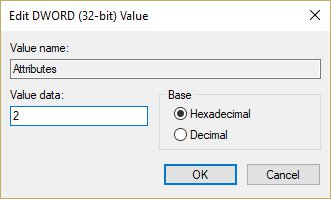 Edit DWORD (32-bit) Value
Value name:
Attributes
Value data:
2
Base
Hexadecimal
Decimal
OK Cancel